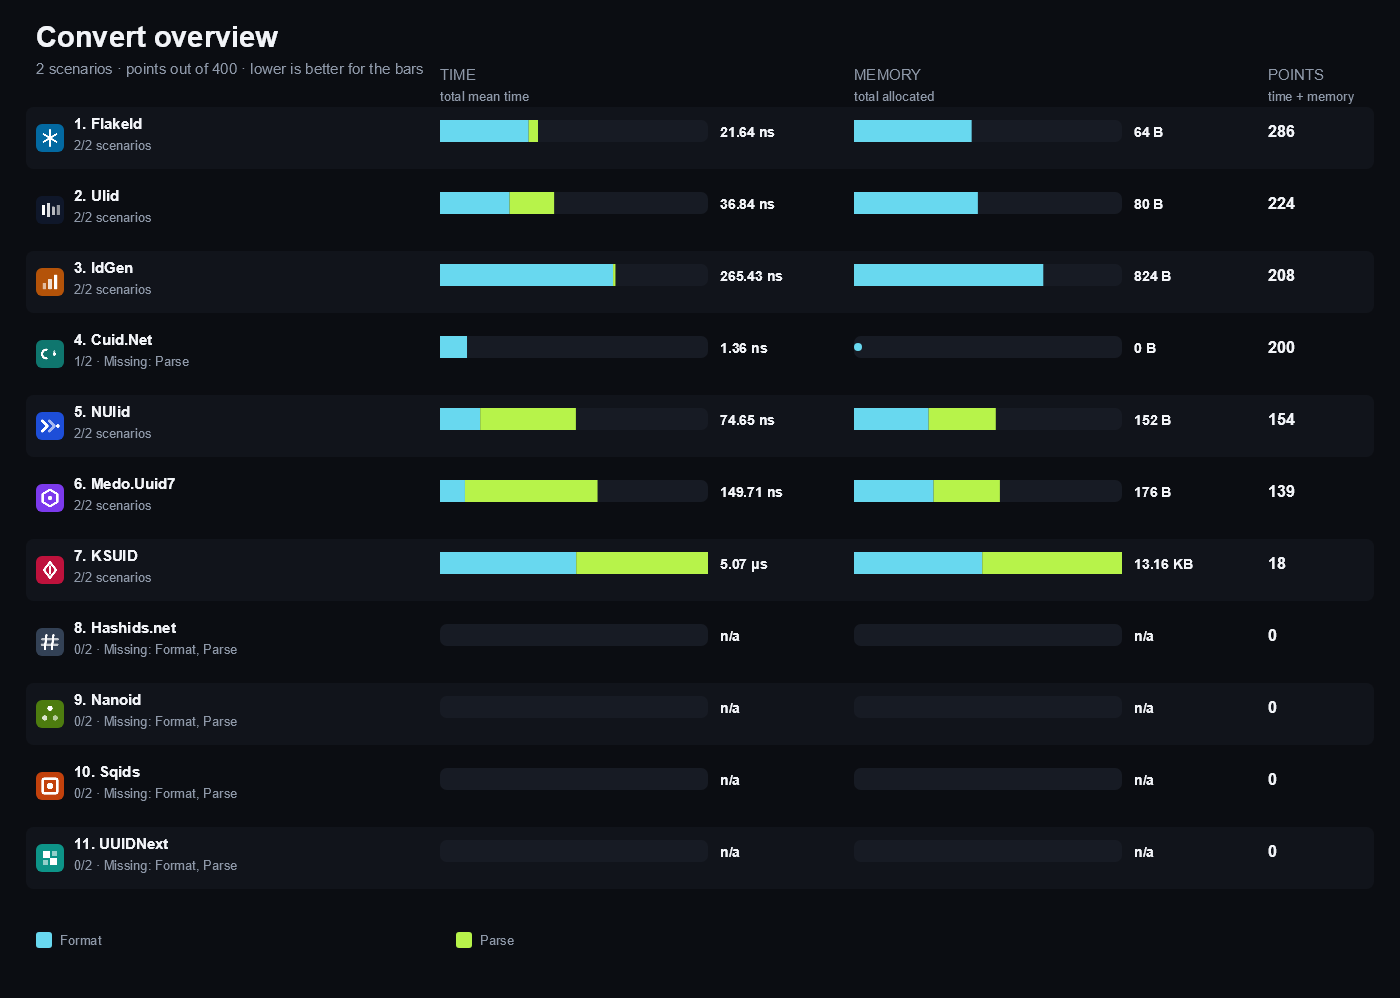 Convert overview
2 scenarios · points out of 400 · lower is better for the bars
TIME
total mean time
MEMORY
total allocated
POINTS
time + memory
1. FlakeId
2/2 scenarios
21.64 ns
64 B
286
2. Ulid
2/2 scenarios
36.84 ns
80 B
224
3. IdGen
2/2 scenarios
265.43 ns
824 B
208
4. Cuid.Net
1/2 · Missing: Parse
1.36 ns
0 B
200
5. NUlid
2/2 scenarios
74.65 ns
152 B
154
6. Medo.Uuid7
2/2 scenarios
149.71 ns
176 B
139
7. KSUID
2/2 scenarios
5.07 µs
13.16 KB
18
8. Hashids.net
0/2 · Missing: Format, Parse
n/a
n/a
0
9. Nanoid
0/2 · Missing: Format, Parse
n/a
n/a
0
10. Sqids
0/2 · Missing: Format, Parse
n/a
n/a
0
11. UUIDNext
0/2 · Missing: Format, Parse
n/a
n/a
0
Format
Parse